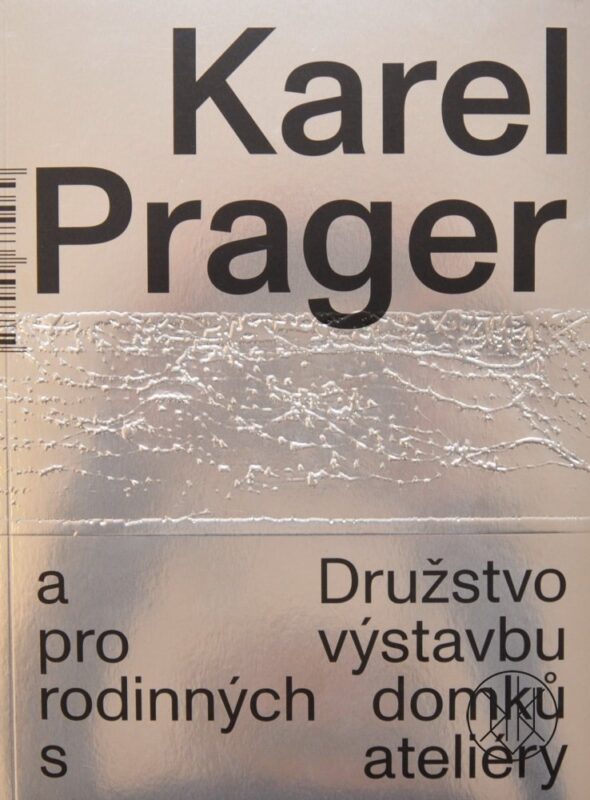 Karel
Prager
a Družstvo
pro výstavbu
rodinných domků
s ateliéry